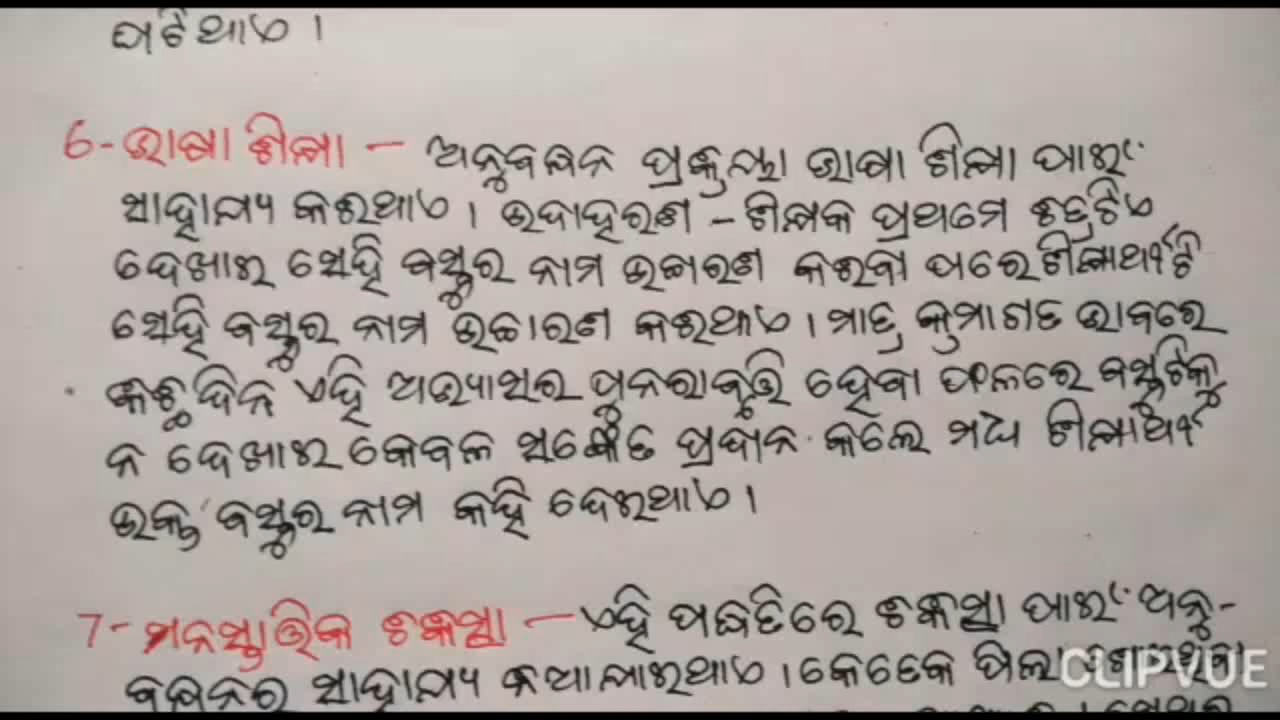 ଘଟିଥାଏ ।
6- ଭାଷା ଶିକ୍ଷା — ଅନୁବନ୍ଧନ ପ୍ରକ୍ରିୟା ଭାଷା ଶିକ୍ଷା ପାଇଁ
ସାହାଯ୍ୟ କରିଥାଏ । ଉଦାହରଣ - ଶିକ୍ଷକ ପ୍ରଥମେ ଛବିଟିଏ
ଦେଖାଇ ସେହି ବସ୍ତୁର ନାମ ଉଚ୍ଚାରଣ କରିବା ପରେ ଶିକ୍ଷାର୍ଥୀଟି
ସେହି ବସ୍ତୁର ନାମ ଉଚ୍ଚାରଣ କରିଥାଏ । ମାତ୍ର କ୍ରମାଗତ ଭାବରେ
କିଛୁଦିନ ଏହି ଅଭ୍ୟାସର ପୁନରାବୃତ୍ତି ହେବା ଫଳରେ ବସ୍ତୁଟିକୁ
ନ ଦେଖାଇ କେବଳ ସଙ୍କେତ ପ୍ରଦାନ କଲେ ମଧ୍ୟ ଶିକ୍ଷାର୍ଥୀ
ଉକ୍ତ ବସ୍ତୁର ନାମ କହି ଦେଇଥାଏ ।
7- ମନସ୍ତାତ୍ତ୍ୱିକ ଚିକିତ୍ସା — ଏହି ପଦ୍ଧତିରେ ଚିକିତ୍ସା ପାଇଁ ଅନୁ-
ବନ୍ଧନର ସାହାଯ୍ୟ ନିଆଯାଇଥାଏ । କେତେକ ପିଲା
CLIPVUE